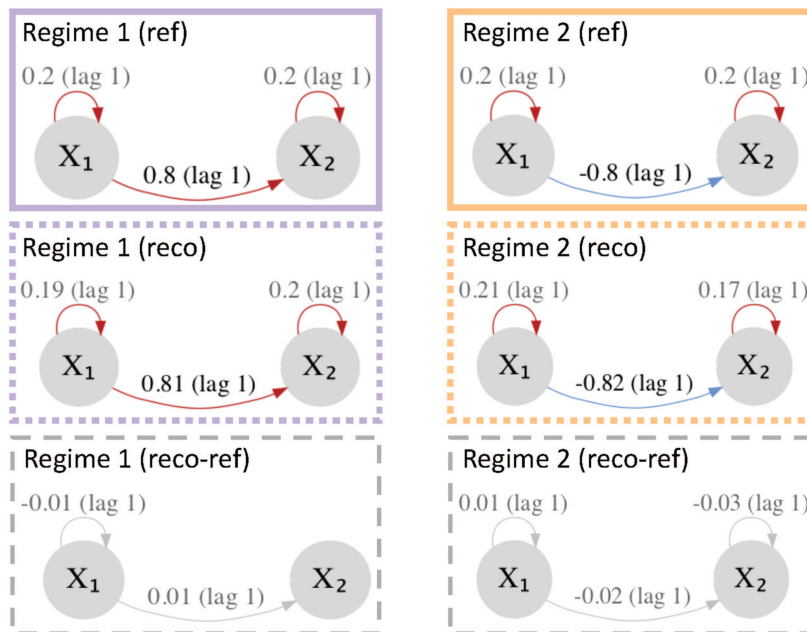 Regime 1 (ref)
0.2 (lag 1) 0.2 (lag 1)
X₁ 0.8 (lag 1) X₂
Regime 2 (ref)
0.2 (lag 1) 0.2 (lag 1)
X₁ -0.8 (lag 1) X₂
Regime 1 (reco)
0.19 (lag 1) 0.2 (lag 1)
X₁ 0.81 (lag 1) X₂
Regime 2 (reco)
0.21 (lag 1) 0.17 (lag 1)
X₁ -0.82 (lag 1) X₂
Regime 1 (reco-ref)
-0.01 (lag 1)
X₁ 0.01 (lag 1) X₂
Regime 2 (reco-ref)
0.01 (lag 1) -0.03 (lag 1)
X₁ -0.02 (lag 1) X₂